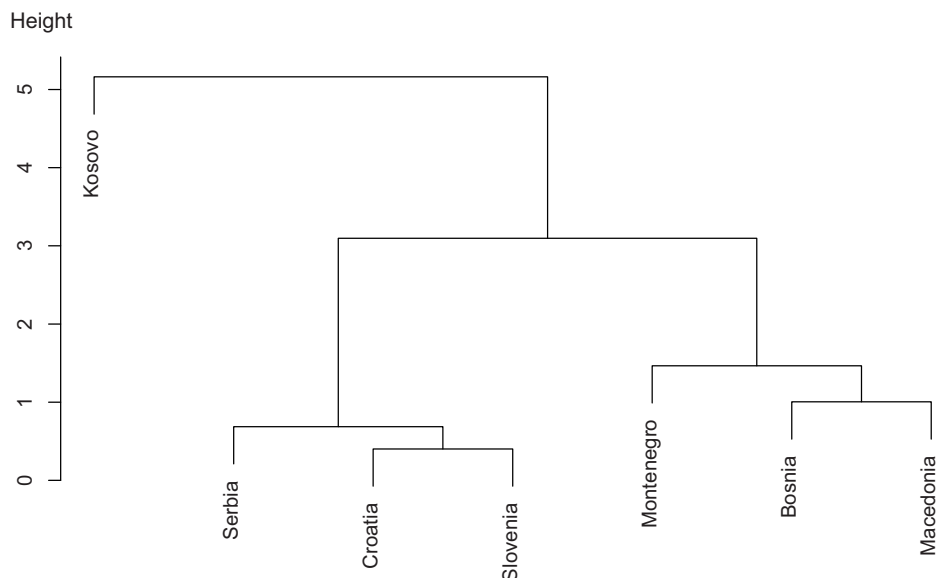 Height
5
4
3
2
1
0
Kosovo
Serbia
Croatia
Slovenia
Montenegro
Bosnia
Macedonia